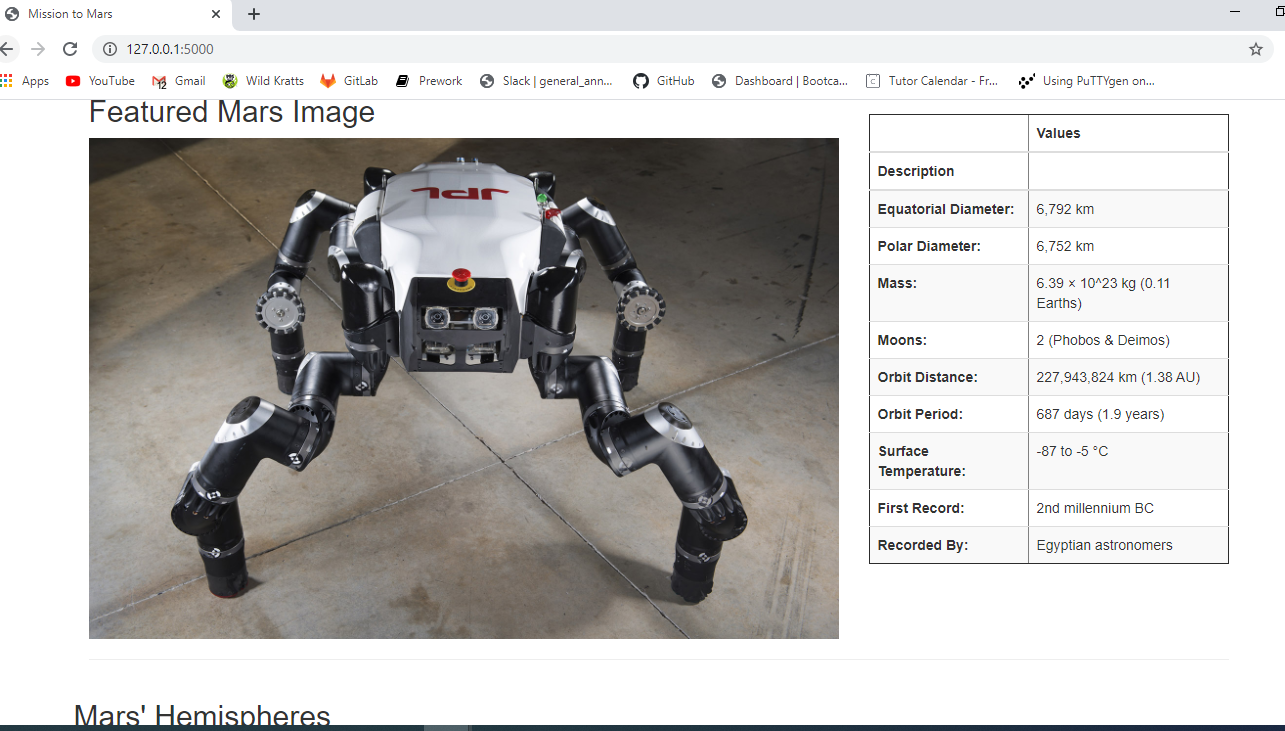 Mission to Mars
127.0.0.1:5000
Apps YouTube Gmail Wild Kratts GitLab Prework Slack | general_ann... GitHub Dashboard | Bootca... Tutor Calendar - Fr... Using PuTTYgen on...
Featured Mars Image
JPL
Values
Description
Equatorial Diameter: 6,792 km
Polar Diameter: 6,752 km
Mass: 6.39 × 10^23 kg (0.11
Earths)
Moons: 2 (Phobos & Deimos)
Orbit Distance: 227,943,824 km (1.38 AU)
Orbit Period: 687 days (1.9 years)
Surface -87 to -5 °C
Temperature:
First Record: 2nd millennium BC
Recorded By: Egyptian astronomers
Mars' Hemispheres